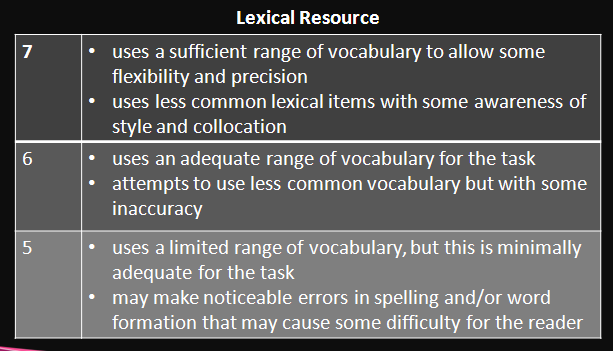 Lexical Resource
7
• uses a sufficient range of vocabulary to allow some
flexibility and precision
• uses less common lexical items with some awareness of
style and collocation
6
• uses an adequate range of vocabulary for the task
• attempts to use less common vocabulary but with some
inaccuracy
5
• uses a limited range of vocabulary, but this is minimally
adequate for the task
• may make noticeable errors in spelling and/or word
formation that may cause some difficulty for the reader